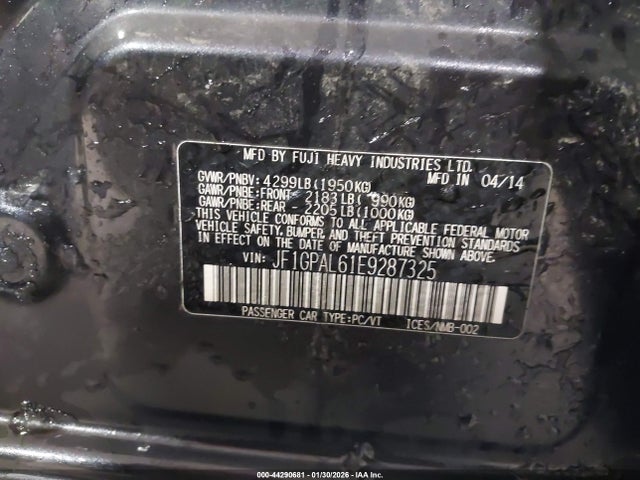 MFD BY FUJI HEAVY INDUSTRIES LTD.
GVWR/PNBV: 4299LB(1950KG) MFD IN 04/14
GAWR/PNBE:FRONT- 2183LB( 990KG)
GAWR/PNBE:REAR - 2205LB(1000KG)
THIS VEHICLE CONFORMS TO ALL APPLICABLE FEDERAL MOTOR
VEHICLE SAFETY, BUMPER, AND THEFT PREVENTION STANDARDS
IN EFFECT ON THE DATE OF MANUFACTURE SHOWN ABOVE.
VIN: JF1GPAL61E9287325
PASSENGER CAR TYPE:PC/VT ICES/NMB-002
000-44290681 - 01/30/2026 - IAA Inc.